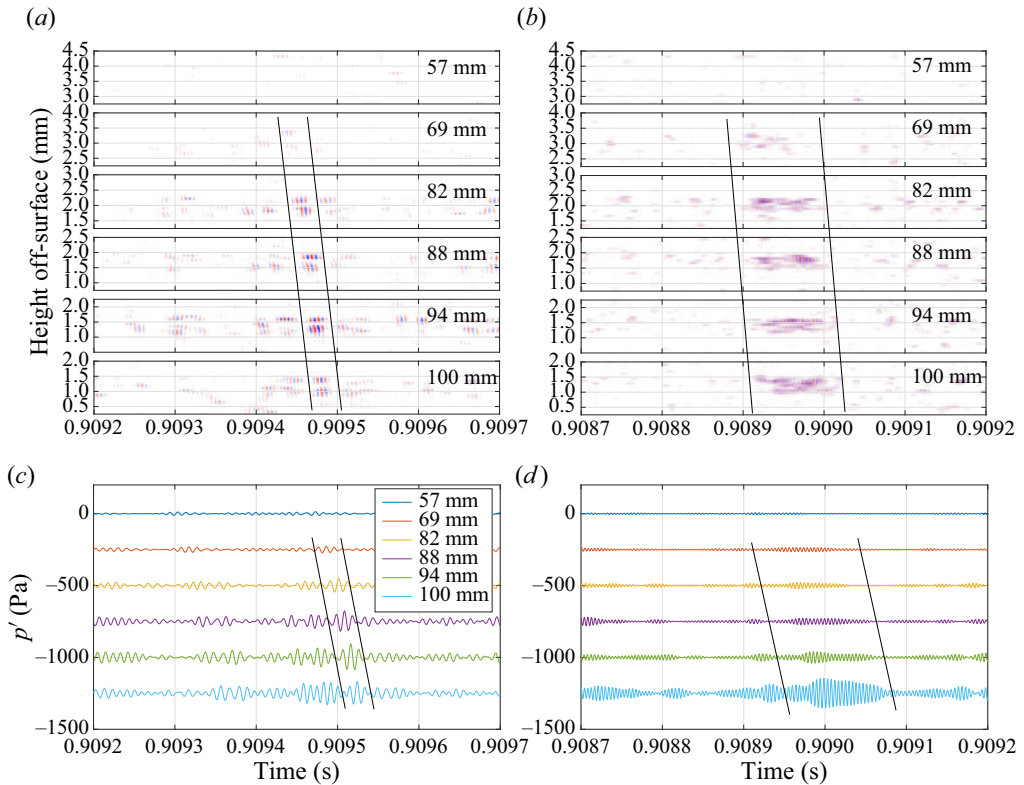 (a)
(b)
Height off-surface (mm)
4.5
4.0
3.5
3.0
57 mm
4.0
3.5
3.0
2.5
69 mm
3.0
2.5
2.0
1.5
82 mm
2.5
2.0
1.5
1.0
88 mm
2.0
1.5
1.0
94 mm
2.0
1.5
1.0
0.5
100 mm
0.9092 0.9093 0.9094 0.9095 0.9096 0.9097
4.5
4.0
3.5
3.0
57 mm
4.0
3.5
3.0
2.5
69 mm
3.0
2.5
2.0
1.5
82 mm
2.5
2.0
1.5
1.0
88 mm
2.0
1.5
1.0
94 mm
2.0
1.5
1.0
0.5
100 mm
0.9087 0.9088 0.9089 0.9090 0.9091 0.9092
(c)
(d)
p′ (Pa)
0
−500
−750
−1000
−1500
57 mm
69 mm
82 mm
88 mm
94 mm
100 mm
0.9092 0.9093 0.9094 0.9095 0.9096 0.9097
Time (s)
0
−500
−1000
−1500
0.9087 0.9088 0.9089 0.9090 0.9091 0.9092
Time (s)